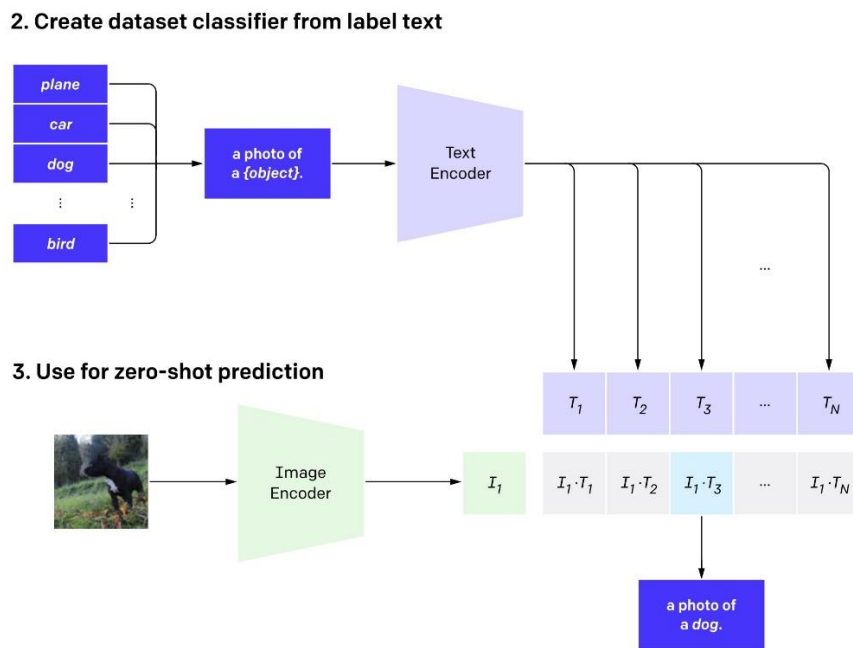 2. Create dataset classifier from label text
plane
car
dog
⋮ ⋮
bird
a photo of
a {object}.
Text
Encoder
...
3. Use for zero-shot prediction
T₁ T₂ T₃ ... T_N
Image
Encoder
I₁
I₁·T₁ I₁·T₂ I₁·T₃ ... I₁·T_N
a photo of
a dog.